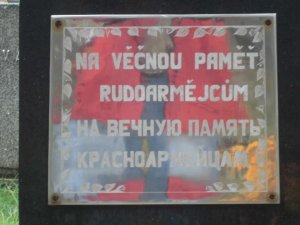 NA VĚČNOU PAMĚŤ
RUDOARMĚJCŮM
НА ВЕЧНУЮ ПАМЯТЬ
КРАСНОАРМЕЙЦАМ